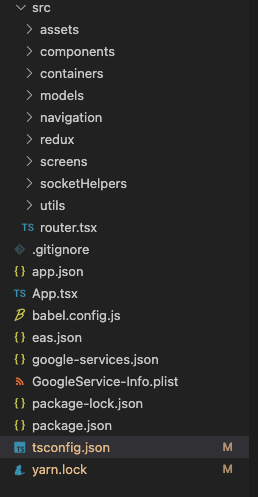 src
assets
components
containers
models
navigation
redux
screens
socketHelpers
utils
TS router.tsx
.gitignore
{} app.json
TS App.tsx
babel.config.js
{} eas.json
{} google-services.json
GoogleService-Info.plist
{} package-lock.json
{} package.json
TS tsconfig.json M
yarn.lock M